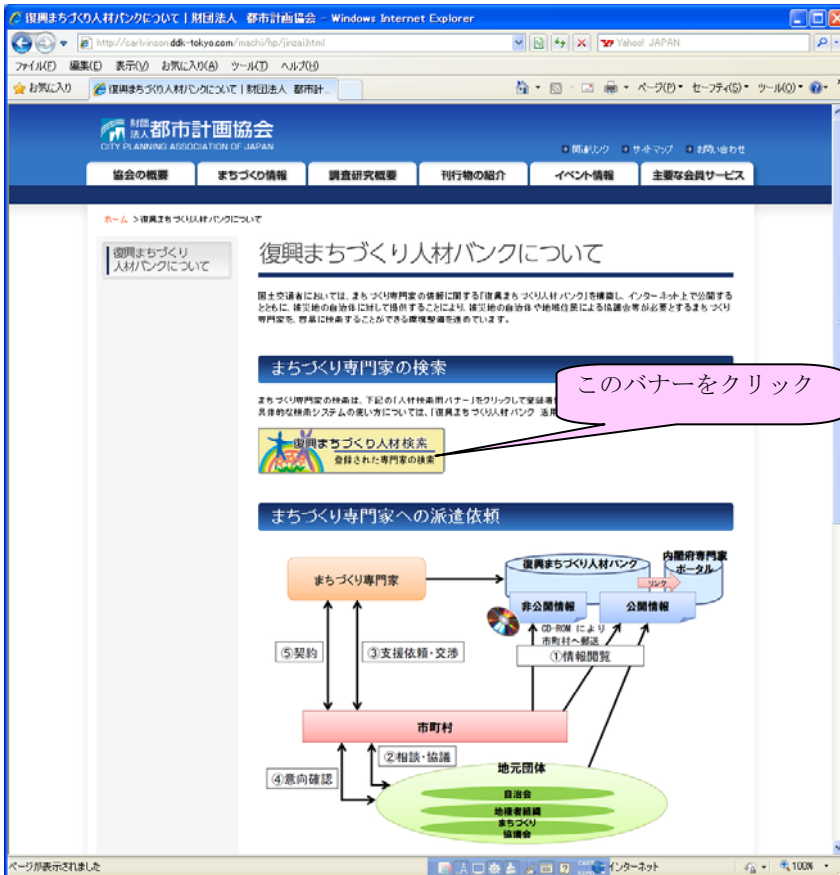 復興まちづくり人材バンクについて | 財団法人 都市計画協会 - Windows Internet Explorer
http://carlvinson.ddk-tokyo.com/machi/hp/jinzai.html
Yahoo! JAPAN
ファイル(F) 編集(E) 表示(V) お気に入り(A) ツール(T) ヘルプ(H)
お気に入り
復興まちづくり人材バンクについて | 財団法人 都市計...
ページ(P)
セーフティ(S)
ツール(O)
財団法人都市計画協会
CITY PLANNING ASSOCIATION OF JAPAN
関連リンク
サイトマップ
お問い合わせ
協会の概要
まちづくり情報
調査研究概要
刊行物の紹介
イベント情報
主要な会員サービス
ホーム > 復興まちづくり人材バンクについて
復興まちづくり
人材バンクについて
復興まちづくり人材バンクについて
国土交通省においては、まちづくり専門家の情報に関する「復興まちづくり人材バンク」を構築し、インターネット上で公開する
とともに、被災地の自治体に対して提供することにより、被災地の自治体や地域住民による協議会等が必要とするまちづくり
専門家を、容易に検索することができる環境整備を進めています。
まちづくり専門家の検索
このバナーをクリック
まちづくり専門家の検索は、下記の「人材検索用バナー」をクリックして登録者
具体的な検索システムの使い方については、「復興まちづくり人材バンク 活用
復興まちづくり人材検索
登録された専門家の検索
まちづくり専門家への派遣依頼
まちづくり専門家
復興まちづくり人材バンク
内閣府専門家
ポータル
リンク
非公開情報
公開情報
CD-ROM により
市町村へ郵送
①情報閲覧
⑤契約
③支援依頼・交渉
市町村
②相談・協議
④意向確認
地元団体
自治会
地権者組織
まちづくり
協議会
ページが表示されました
インターネット
100%